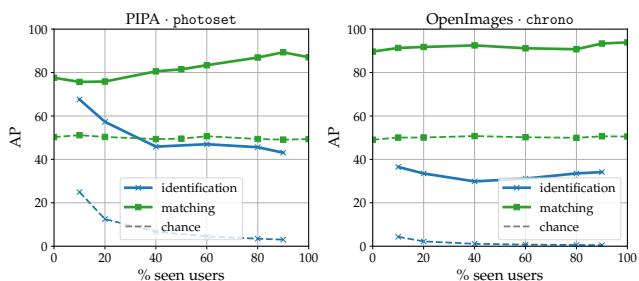 PIPA · photoset
100
80
60
40
20
0
AP
identification
matching
chance
0 20 40 60 80 100
% seen users
OpenImages · chrono
100
80
60
40
20
0
AP
identification
matching
chance
0 20 40 60 80 100
% seen users